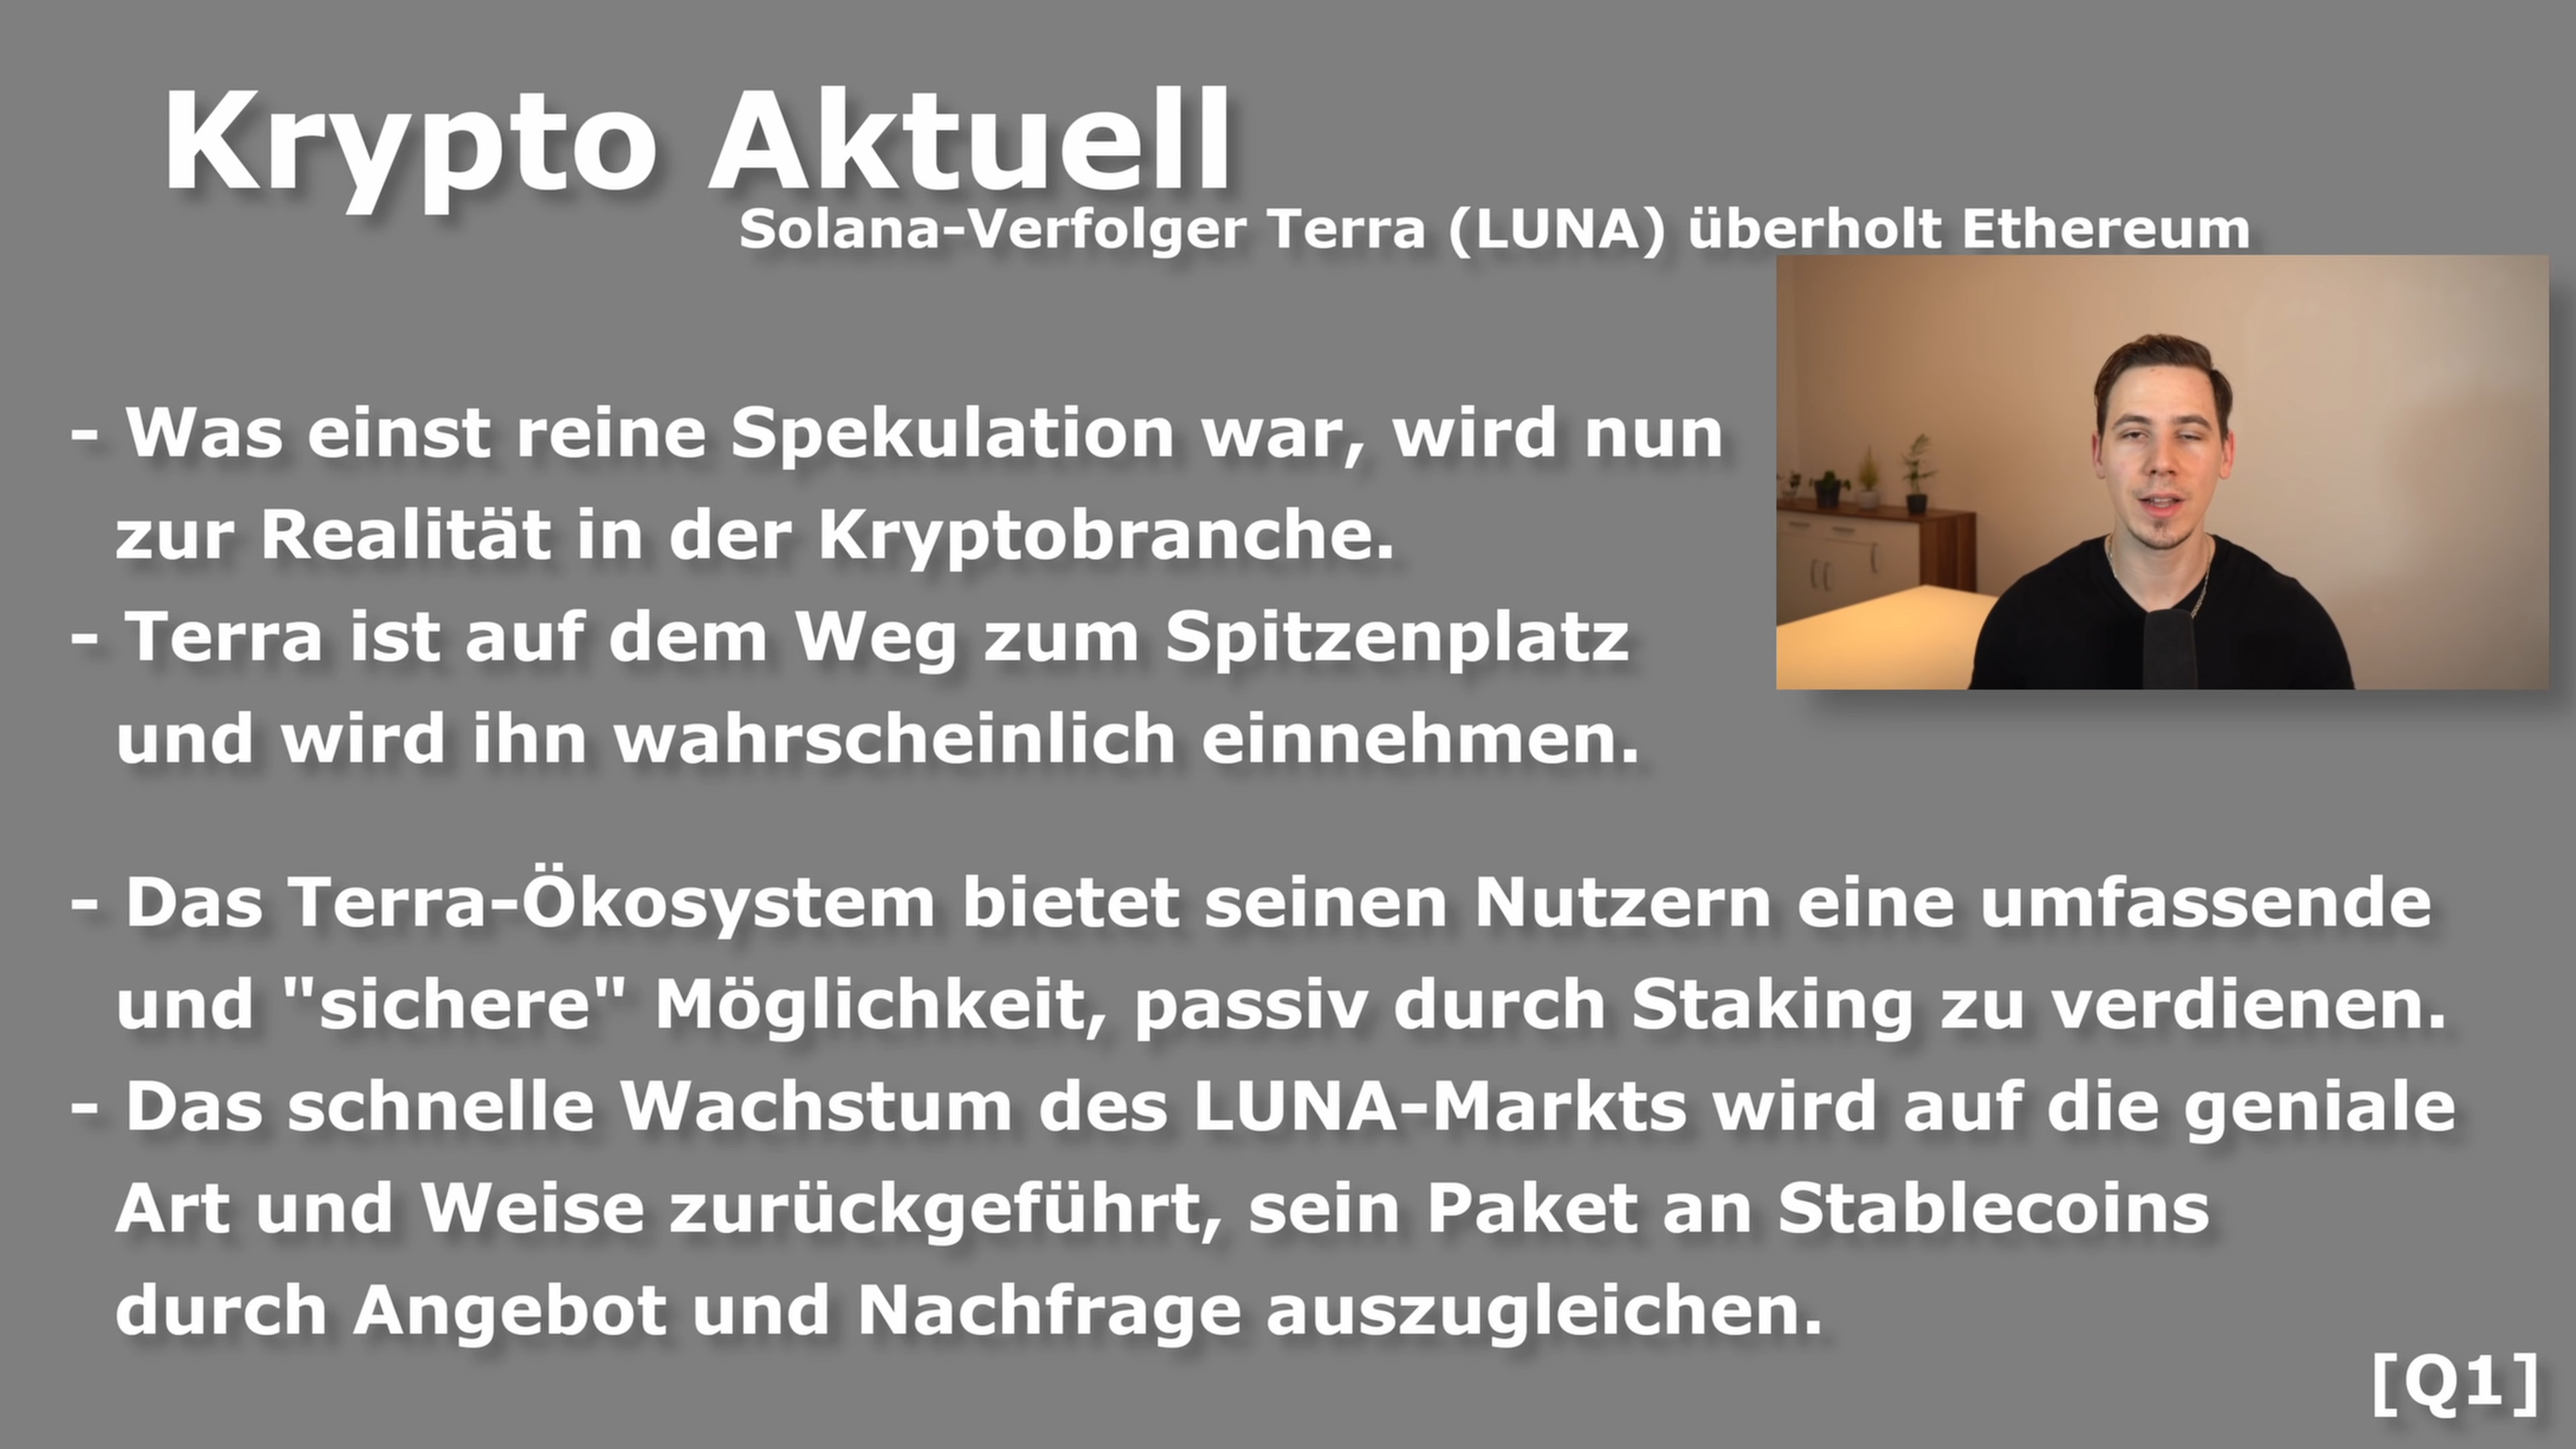 Krypto Aktuell
Solana-Verfolger Terra (LUNA) überholt Ethereum
- Was einst reine Spekulation war, wird nun
zur Realität in der Kryptobranche.
- Terra ist auf dem Weg zum Spitzenplatz
und wird ihn wahrscheinlich einnehmen.
- Das Terra-Ökosystem bietet seinen Nutzern eine umfassende
und "sichere" Möglichkeit, passiv durch Staking zu verdienen.
- Das schnelle Wachstum des LUNA-Markts wird auf die geniale
Art und Weise zurückgeführt, sein Paket an Stablecoins
durch Angebot und Nachfrage auszugleichen.
[Q1]